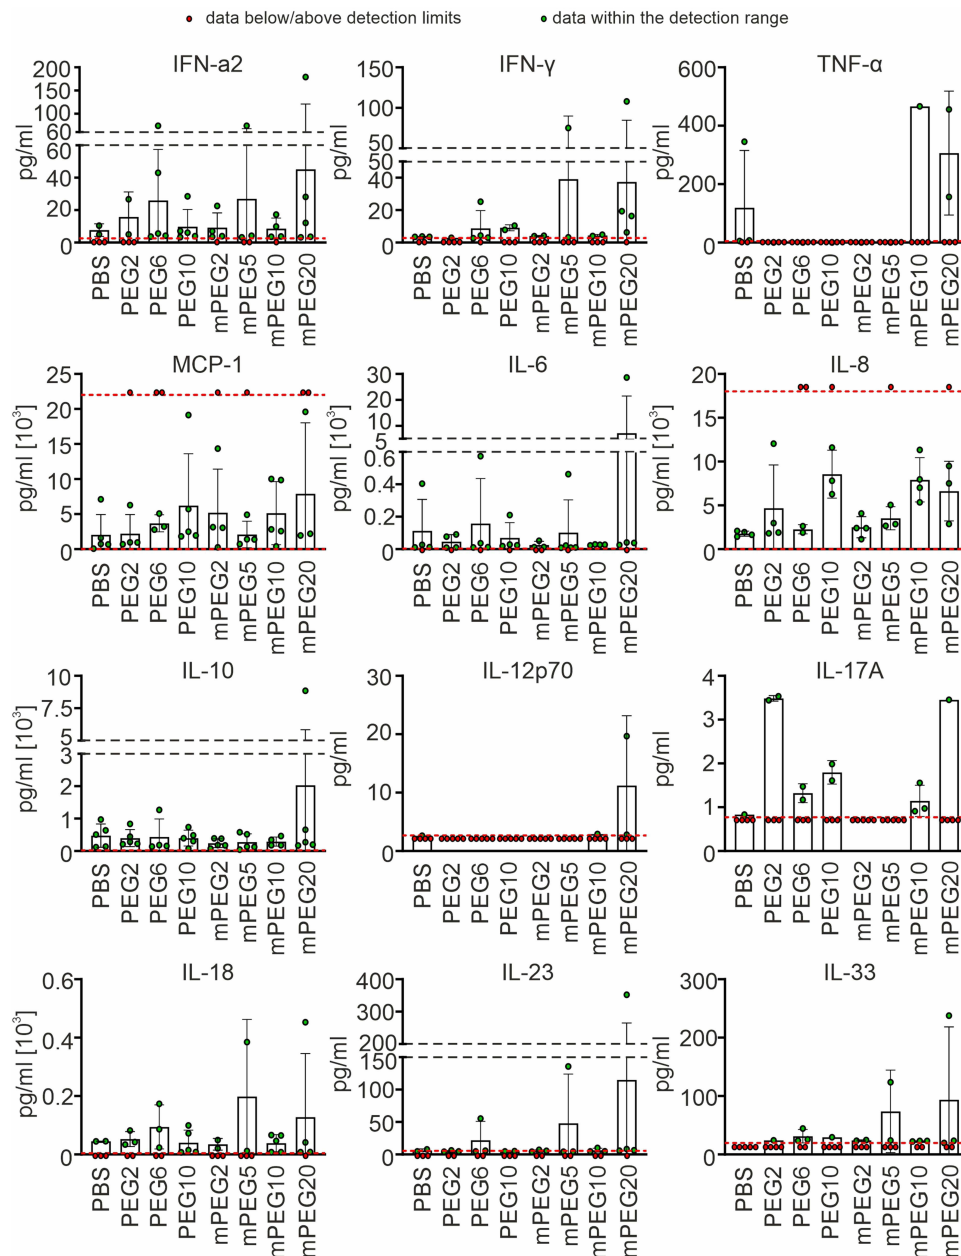 data below/above detection limits data within the detection range
IFN-a2 IFN-γ TNF-α
pg/ml pg/ml pg/ml
200 150 100 60
60 40 20 0
150 100 50
50 40 20 0
600 400 200 0
PBS PEG2 PEG6 PEG10 mPEG2 mPEG5 mPEG10 mPEG20
PBS PEG2 PEG6 PEG10 mPEG2 mPEG5 mPEG10 mPEG20
PBS PEG2 PEG6 PEG10 mPEG2 mPEG5 mPEG10 mPEG20
MCP-1 IL-6 IL-8
pg/ml [10³] pg/ml [10³] pg/ml [10³]
25 20 15 10 5 0
30 20 10 5
0.6 0.4 0.2 0
20 15 10 5 0
PBS PEG2 PEG6 PEG10 mPEG2 mPEG5 mPEG10 mPEG20
PBS PEG2 PEG6 PEG10 mPEG2 mPEG5 mPEG10 mPEG20
PBS PEG2 PEG6 PEG10 mPEG2 mPEG5 mPEG10 mPEG20
IL-10 IL-12p70 IL-17A
pg/ml [10³] pg/ml pg/ml
10 7.5 5
3 2 1 0
30 20 10 0
4 3 2 1 0
PBS PEG2 PEG6 PEG10 mPEG2 mPEG5 mPEG10 mPEG20
PBS PEG2 PEG6 PEG10 mPEG2 mPEG5 mPEG10 mPEG20
PBS PEG2 PEG6 PEG10 mPEG2 mPEG5 mPEG10 mPEG20
IL-18 IL-23 IL-33
pg/ml [10³] pg/ml pg/ml
0.6 0.4 0.2 0
400 300 200
150 100 50 0
300 200 100 0
PBS PEG2 PEG6 PEG10 mPEG2 mPEG5 mPEG10 mPEG20
PBS PEG2 PEG6 PEG10 mPEG2 mPEG5 mPEG10 mPEG20
PBS PEG2 PEG6 PEG10 mPEG2 mPEG5 mPEG10 mPEG20